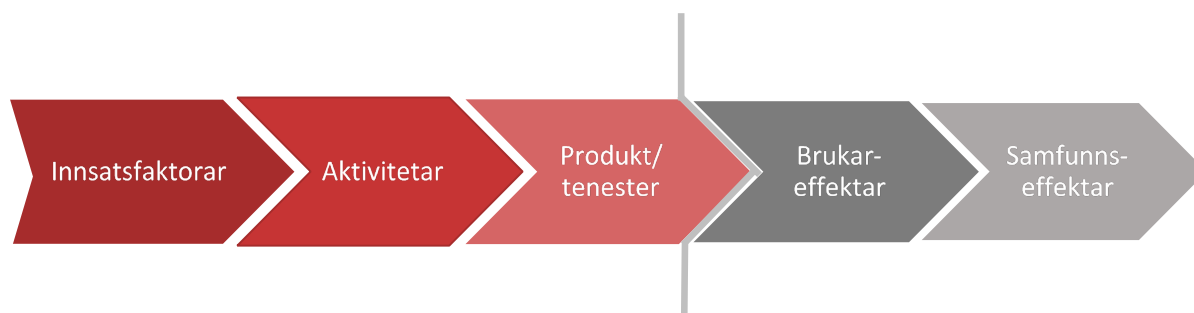 Innsatsfaktorar
Aktivitetar
Produkt/
tenester
Brukar-
effektar
Samfunns-
effektar